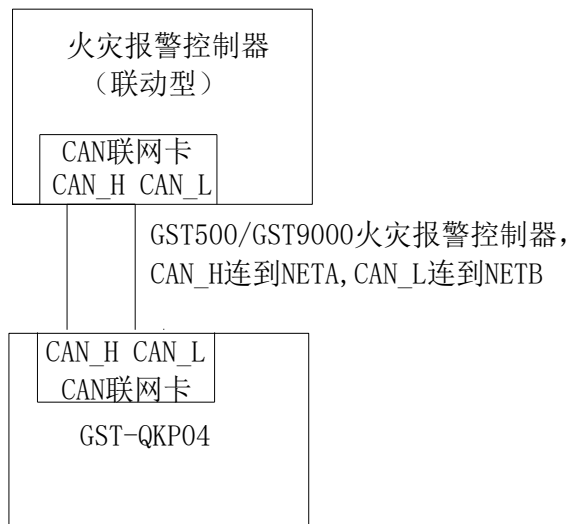 火灾报警控制器
（联动型）
CAN联网卡
CAN_H CAN_L
GST500/GST9000火灾报警控制器，
CAN_H连到NETA,CAN_L连到NETB
CAN_H CAN_L
CAN联网卡
GST-QKP04